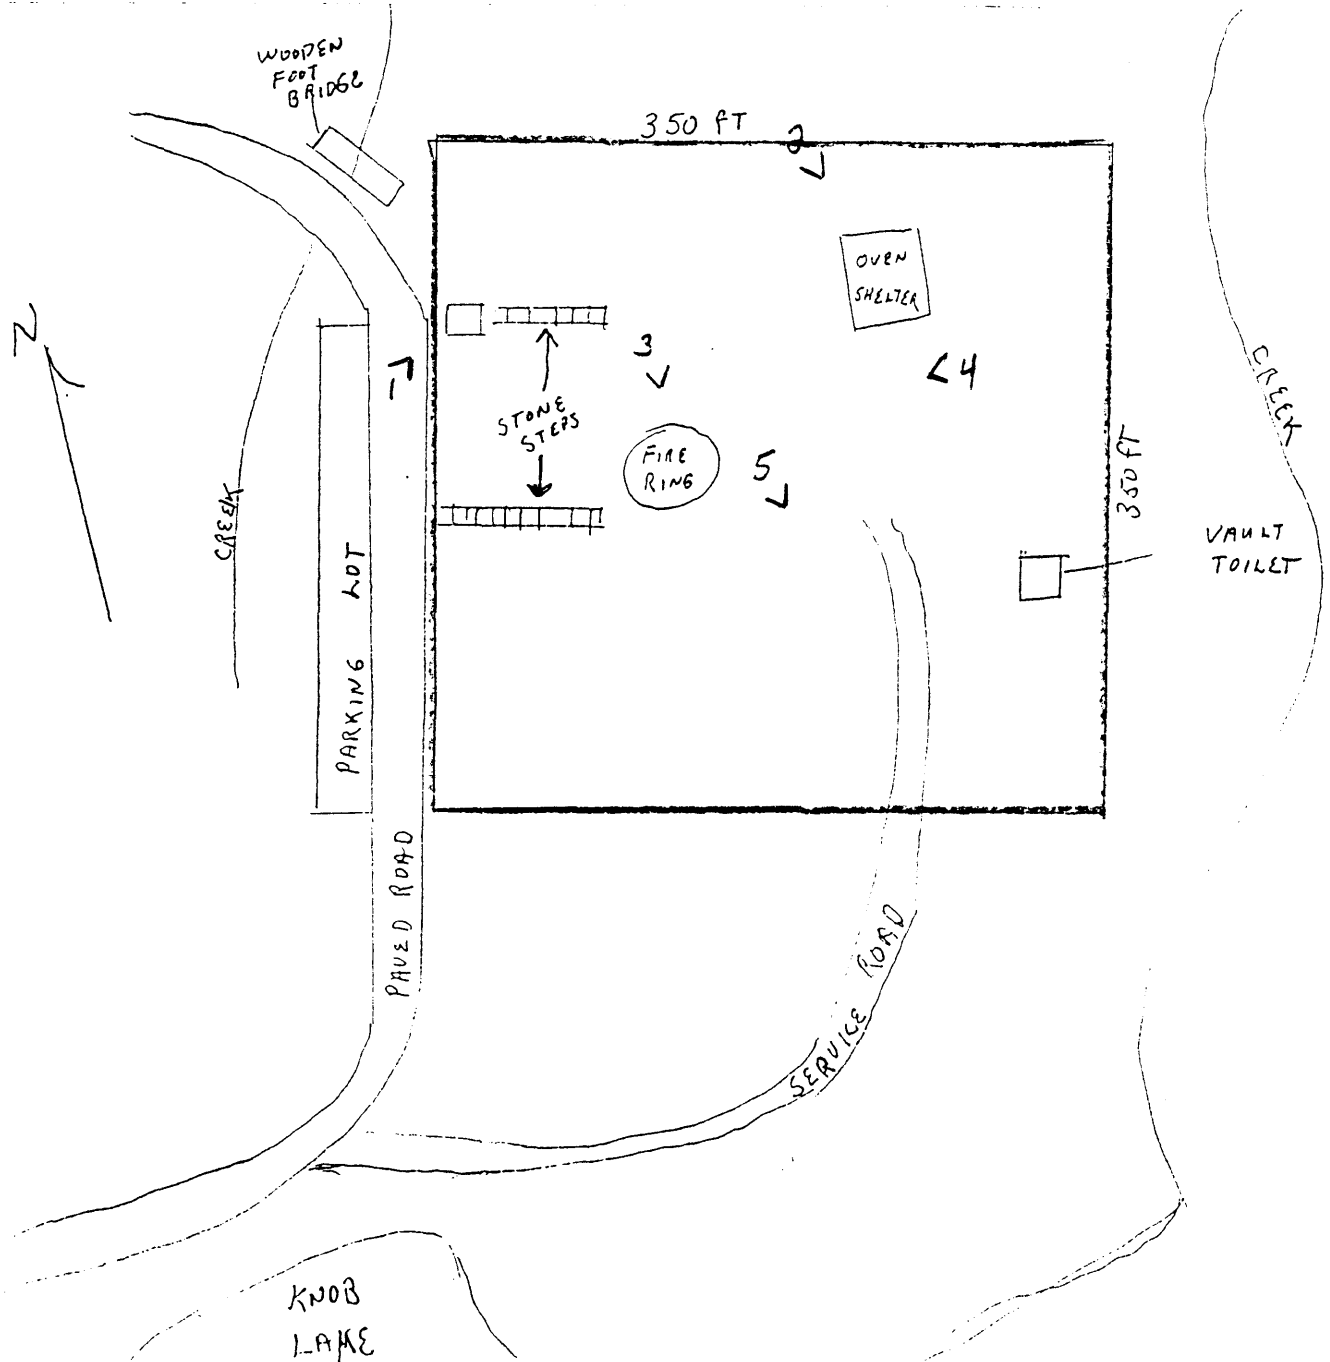 WOODEN
FOOT
BRIDGE
350 FT
2
N
OVEN
SHELTER
1
3
4
STONE
STEPS
FIRE
RING
5
CREEK
CREEK
350 FT
VAULT
TOILET
PARKING LOT
PAVED ROAD
SERVICE ROAD
KNOB
LAKE